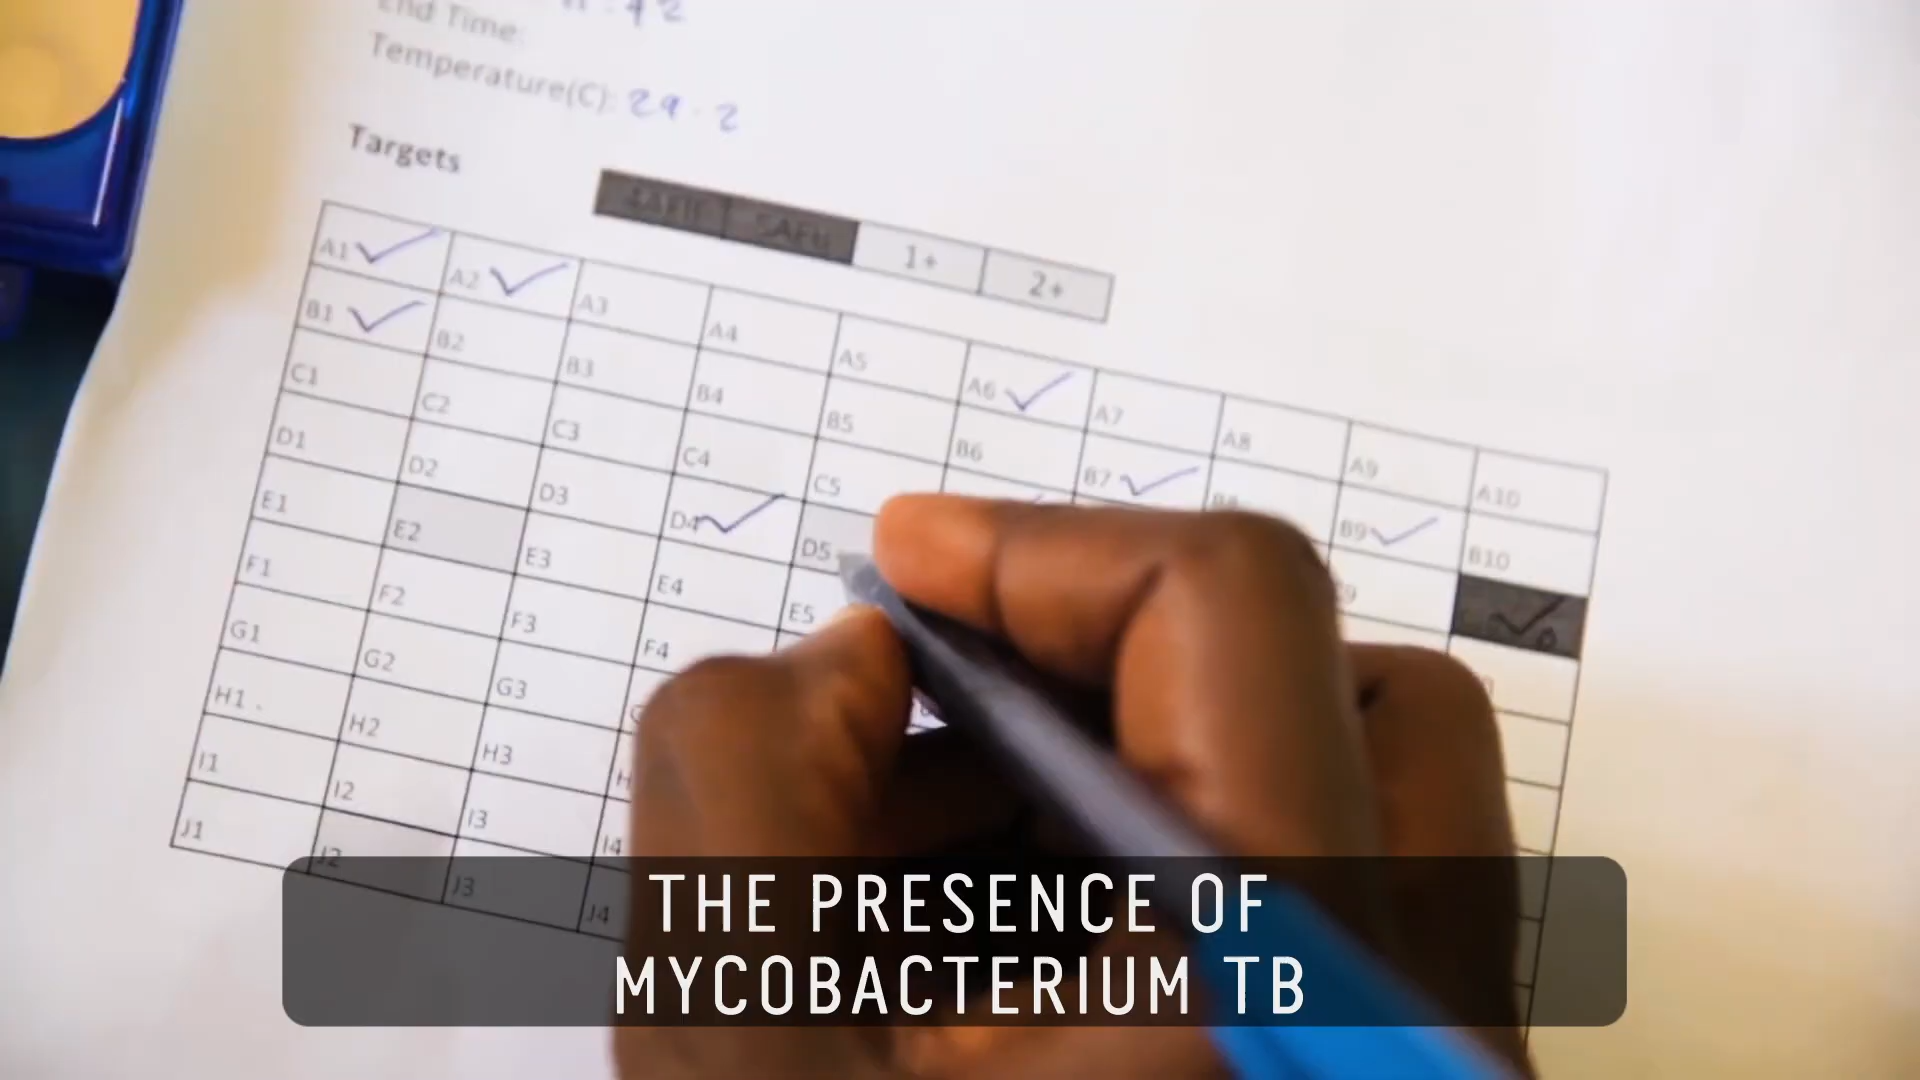 End Time:
Temperature(C): 29.2
Targets
5AFB 1+ 2+
A1 A2 A3 A4 A5 A6 A7 A8 A9 A10
B1 B2 B3 B4 B5 B6 B7 B8 B9 B10
C1 C2 C3 C4 C5
D1 D2 D3 D4 D5
E1 E2 E3 E4 E5
F1 F2 F3 F4
G1 G2 G3
H1 H2 H3
I1 I2 I3 I4
J1 J2 J3 J4
THE PRESENCE OF
MYCOBACTERIUM TB